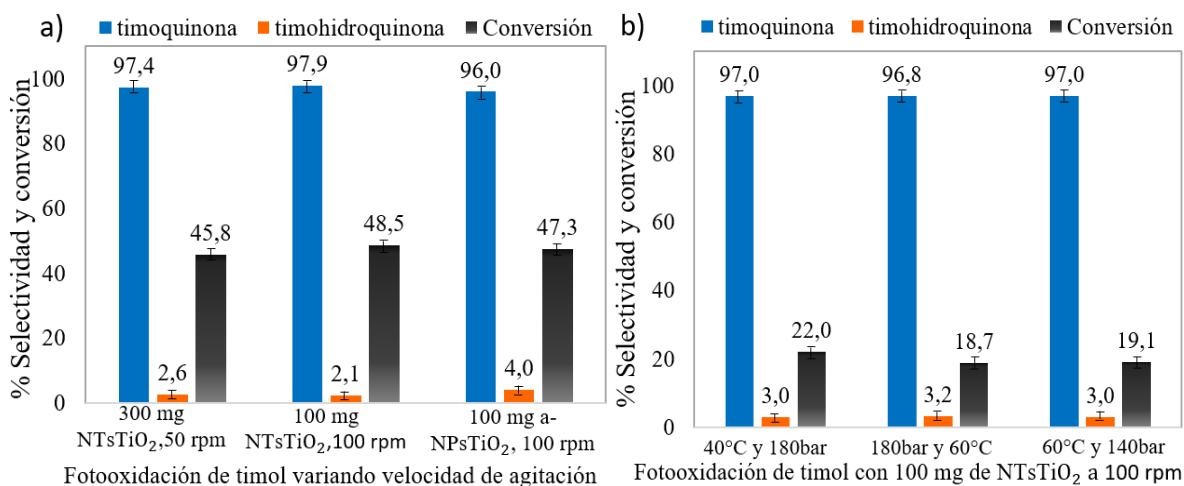 a)
timoquinona timohidroquinona Conversión
% Selectividad y conversión
100
80
60
40
20
0
97,4
2,6
45,8
97,9
2,1
48,5
96,0
4,0
47,3
300 mg
NTsTiO₂,50 rpm
100 mg
NTsTiO₂,100 rpm
100 mg a-
NPsTiO₂, 100 rpm
Fotooxidación de timol variando velocidad de agitación
b)
timoquinona timohidroquinona Conversión
% Selectividad y conversión
100
80
60
40
20
0
97,0
3,0
22,0
96,8
3,2
18,7
97,0
3,0
19,1
40°C y 180bar
180bar y 60°C
60°C y 140bar
Fotooxidación de timol con 100 mg de NTsTiO₂ a 100 rpm